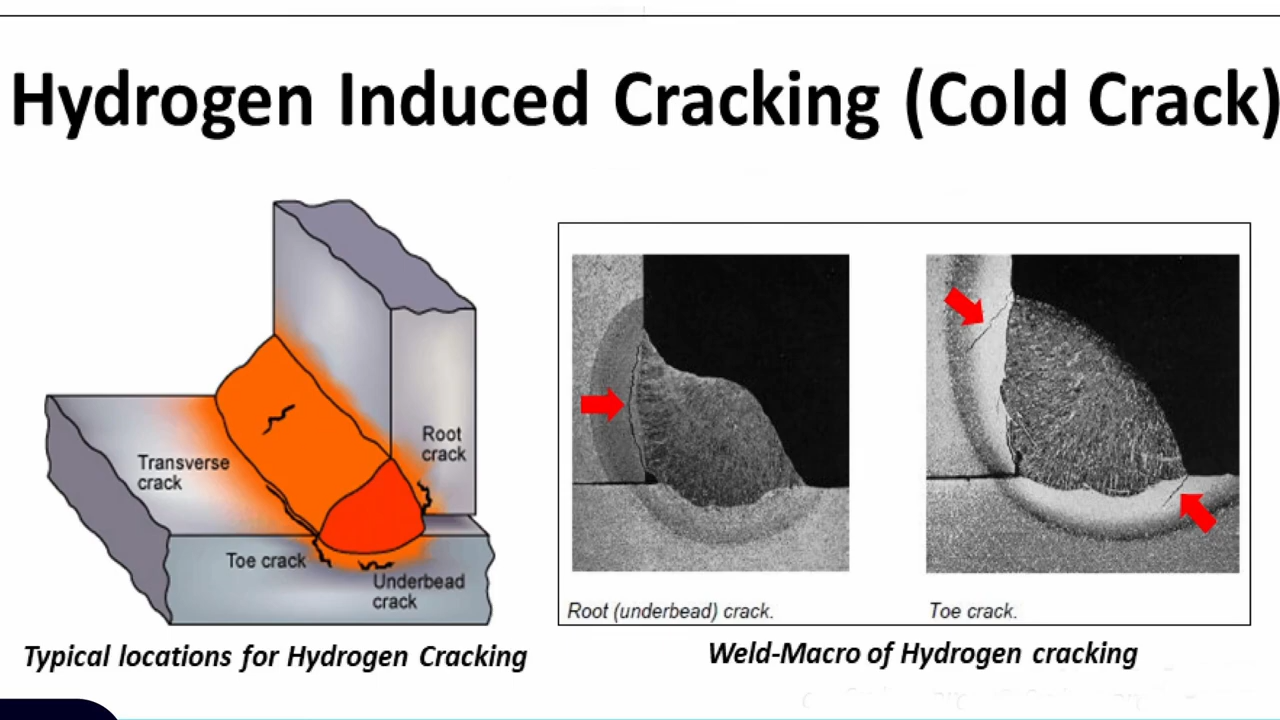 Hydrogen Induced Cracking (Cold Crack)
Transverse
crack
Root
crack
Toe crack
Underbead
crack
Typical locations for Hydrogen Cracking
Root (underbead) crack.
Toe crack.
Weld-Macro of Hydrogen cracking